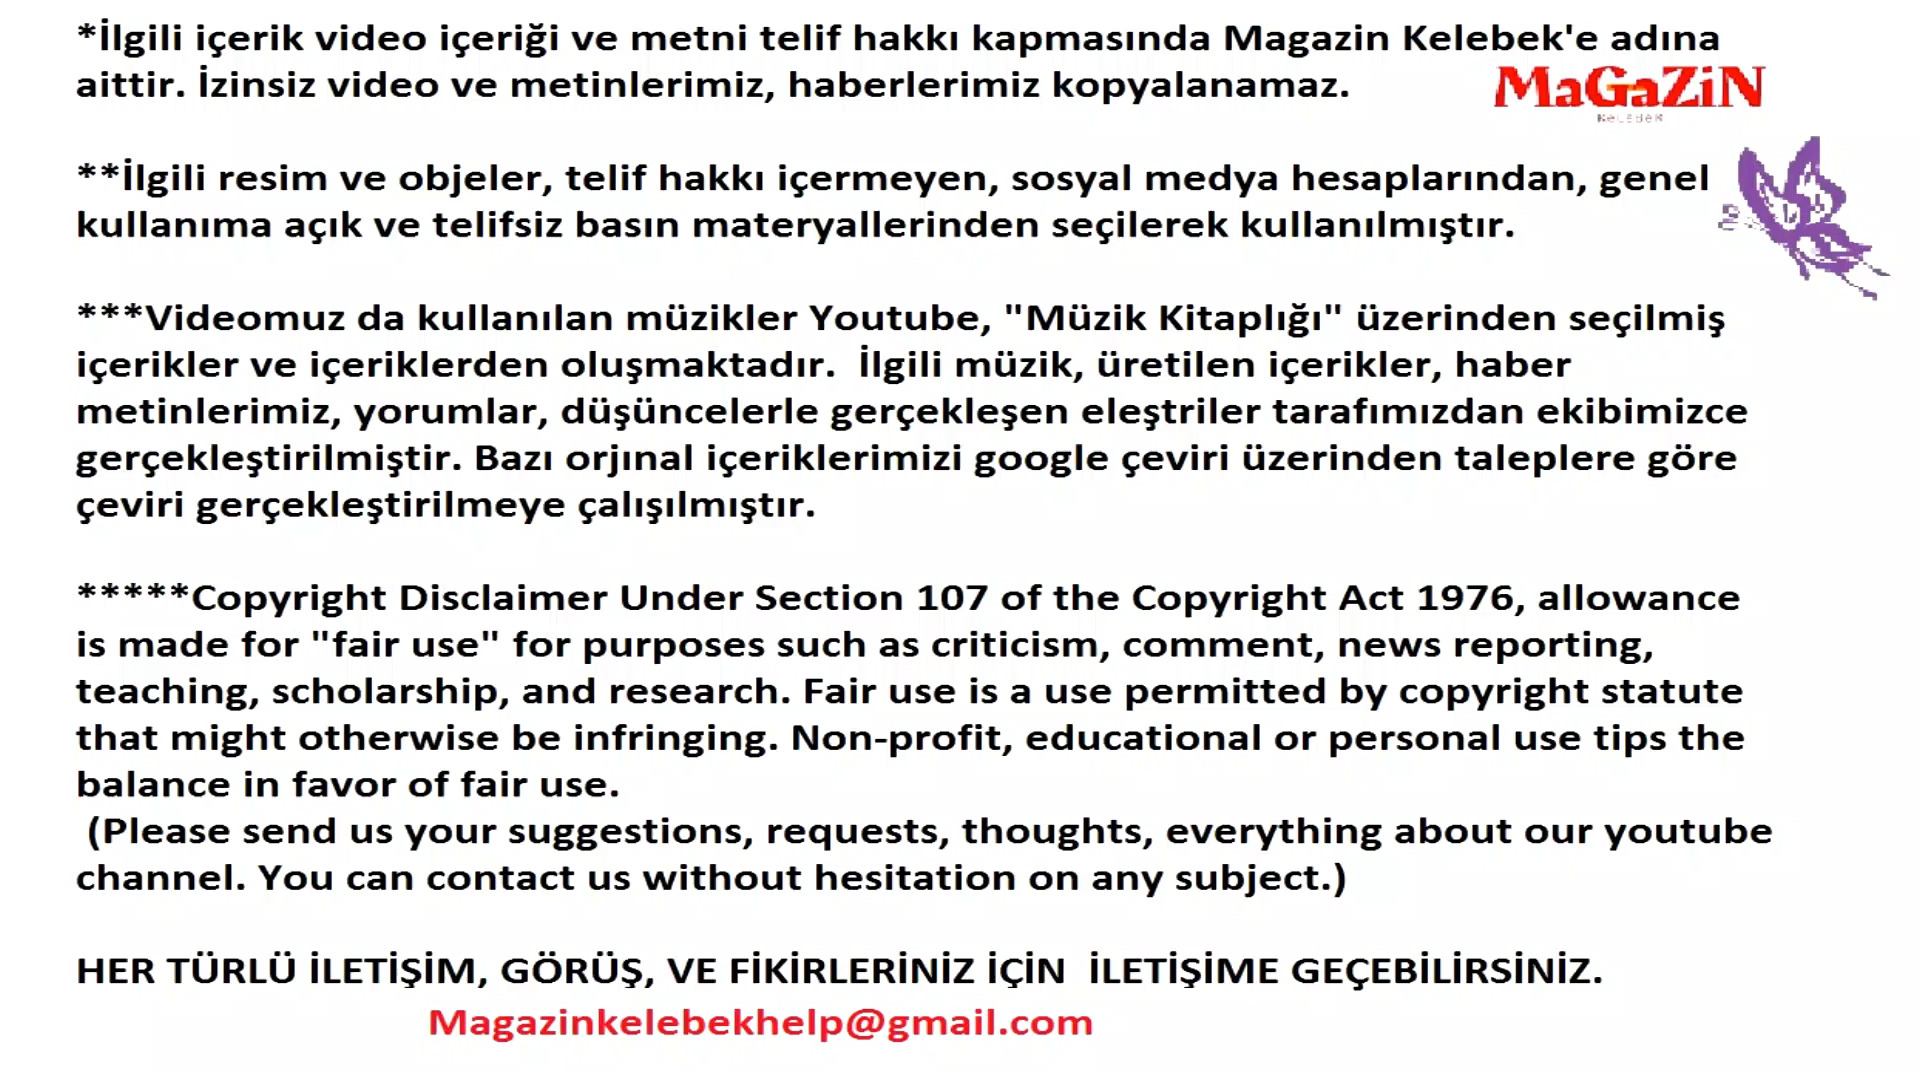 *İlgili içerik video içeriği ve metni telif hakkı kapmasında Magazin Kelebek'e adına
aittir. İzinsiz video ve metinlerimiz, haberlerimiz kopyalanamaz.
MaGaZiN
KeLebeK
**İlgili resim ve objeler, telif hakkı içermeyen, sosyal medya hesaplarından, genel
kullanıma açık ve telifsiz basın materyallerinden seçilerek kullanılmıştır.
***Videomuz da kullanılan müzikler Youtube, "Müzik Kitaplığı" üzerinden seçilmiş
içerikler ve içeriklerden oluşmaktadır.  İlgili müzik, üretilen içerikler, haber
metinlerimiz, yorumlar, düşüncelerle gerçekleşen eleştriler tarafımızdan ekibimizce
gerçekleştirilmiştir. Bazı orjınal içeriklerimizi google çeviri üzerinden taleplere göre
çeviri gerçekleştirilmeye çalışılmıştır.
*****Copyright Disclaimer Under Section 107 of the Copyright Act 1976, allowance
is made for "fair use" for purposes such as criticism, comment, news reporting,
teaching, scholarship, and research. Fair use is a use permitted by copyright statute
that might otherwise be infringing. Non-profit, educational or personal use tips the
balance in favor of fair use.
(Please send us your suggestions, requests, thoughts, everything about our youtube
channel. You can contact us without hesitation on any subject.)
HER TÜRLÜ İLETİŞİM, GÖRÜŞ, VE FİKİRLERİNİZ İÇİN  İLETİŞİME GEÇEBİLİRSİNİZ.
Magazinkelebekhelp@gmail.com